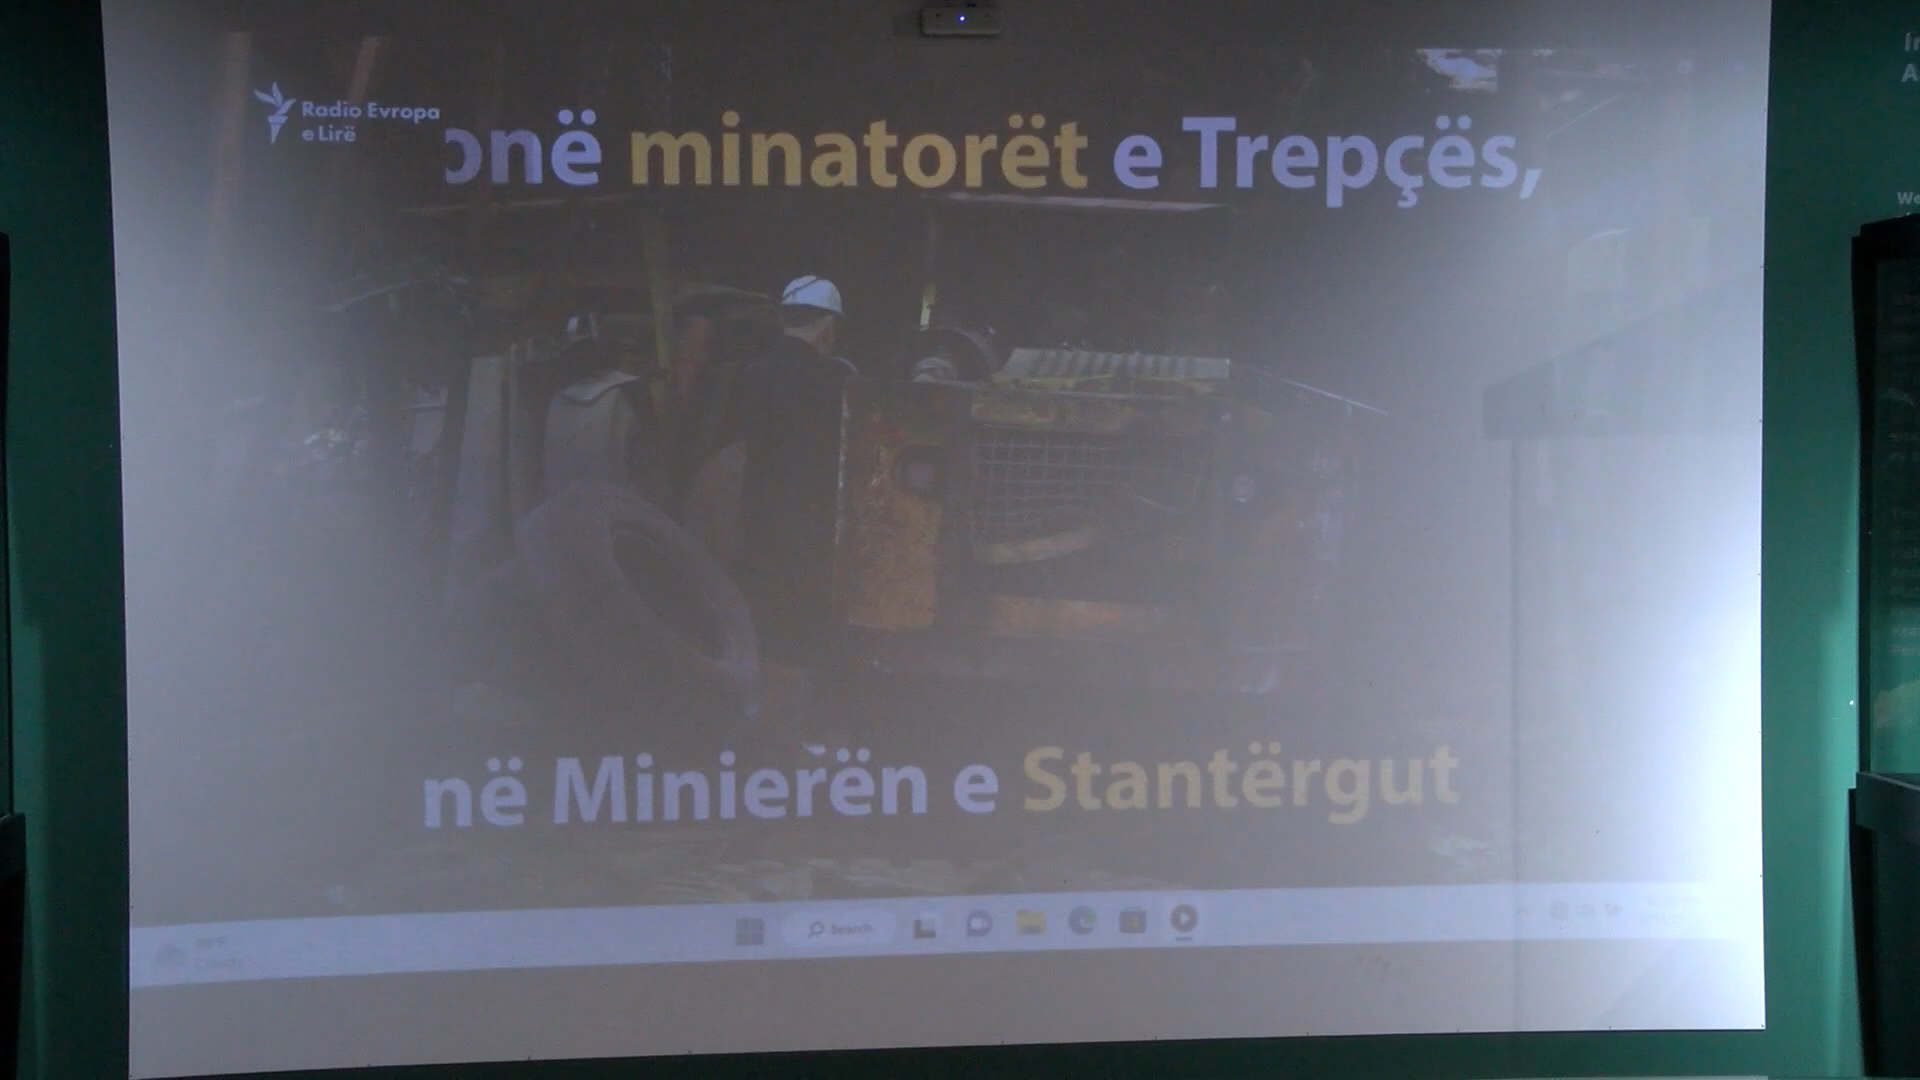 Radio Evropa
e Lirë
onë minatorët e Trepçës,
në Minierën e Stantërgut
Search